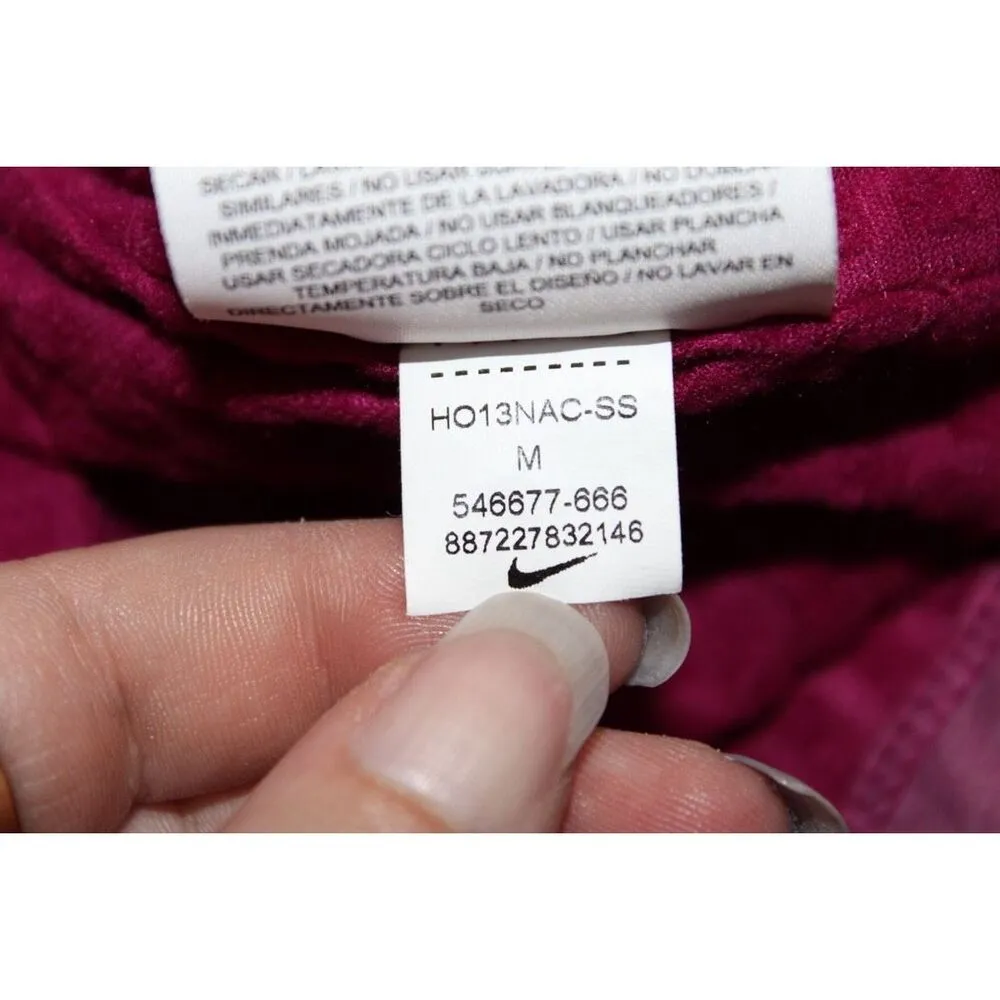 SECAR /
SIMILARES / NO USAR
INMEDIATAMENTE DE LA LAVADORA / NO
PRENDA MOJADA / NO USAR BLANQUEADORES /
USAR SECADORA CICLO LENTO / USAR PLANCHA
TEMPERATURA BAJA / NO PLANCHAR
DIRECTAMENTE SOBRE EL DISEÑO / NO LAVAR EN
SECO
HO13NAC-SS
M
546677-666
887227832146